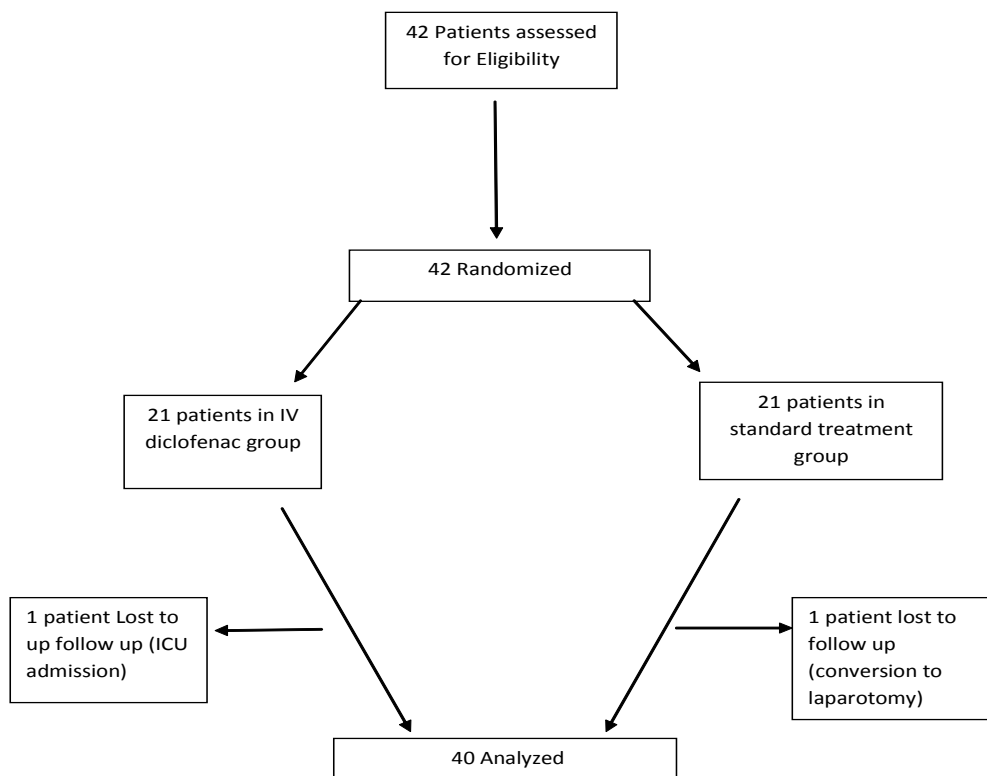 42 Patients assessed
for Eligibility
42 Randomized
21 patients in IV
diclofenac group
21 patients in
standard treatment
group
1 patient Lost to
up follow up (ICU
admission)
1 patient lost to
follow up
(conversion to
laparotomy)
40 Analyzed